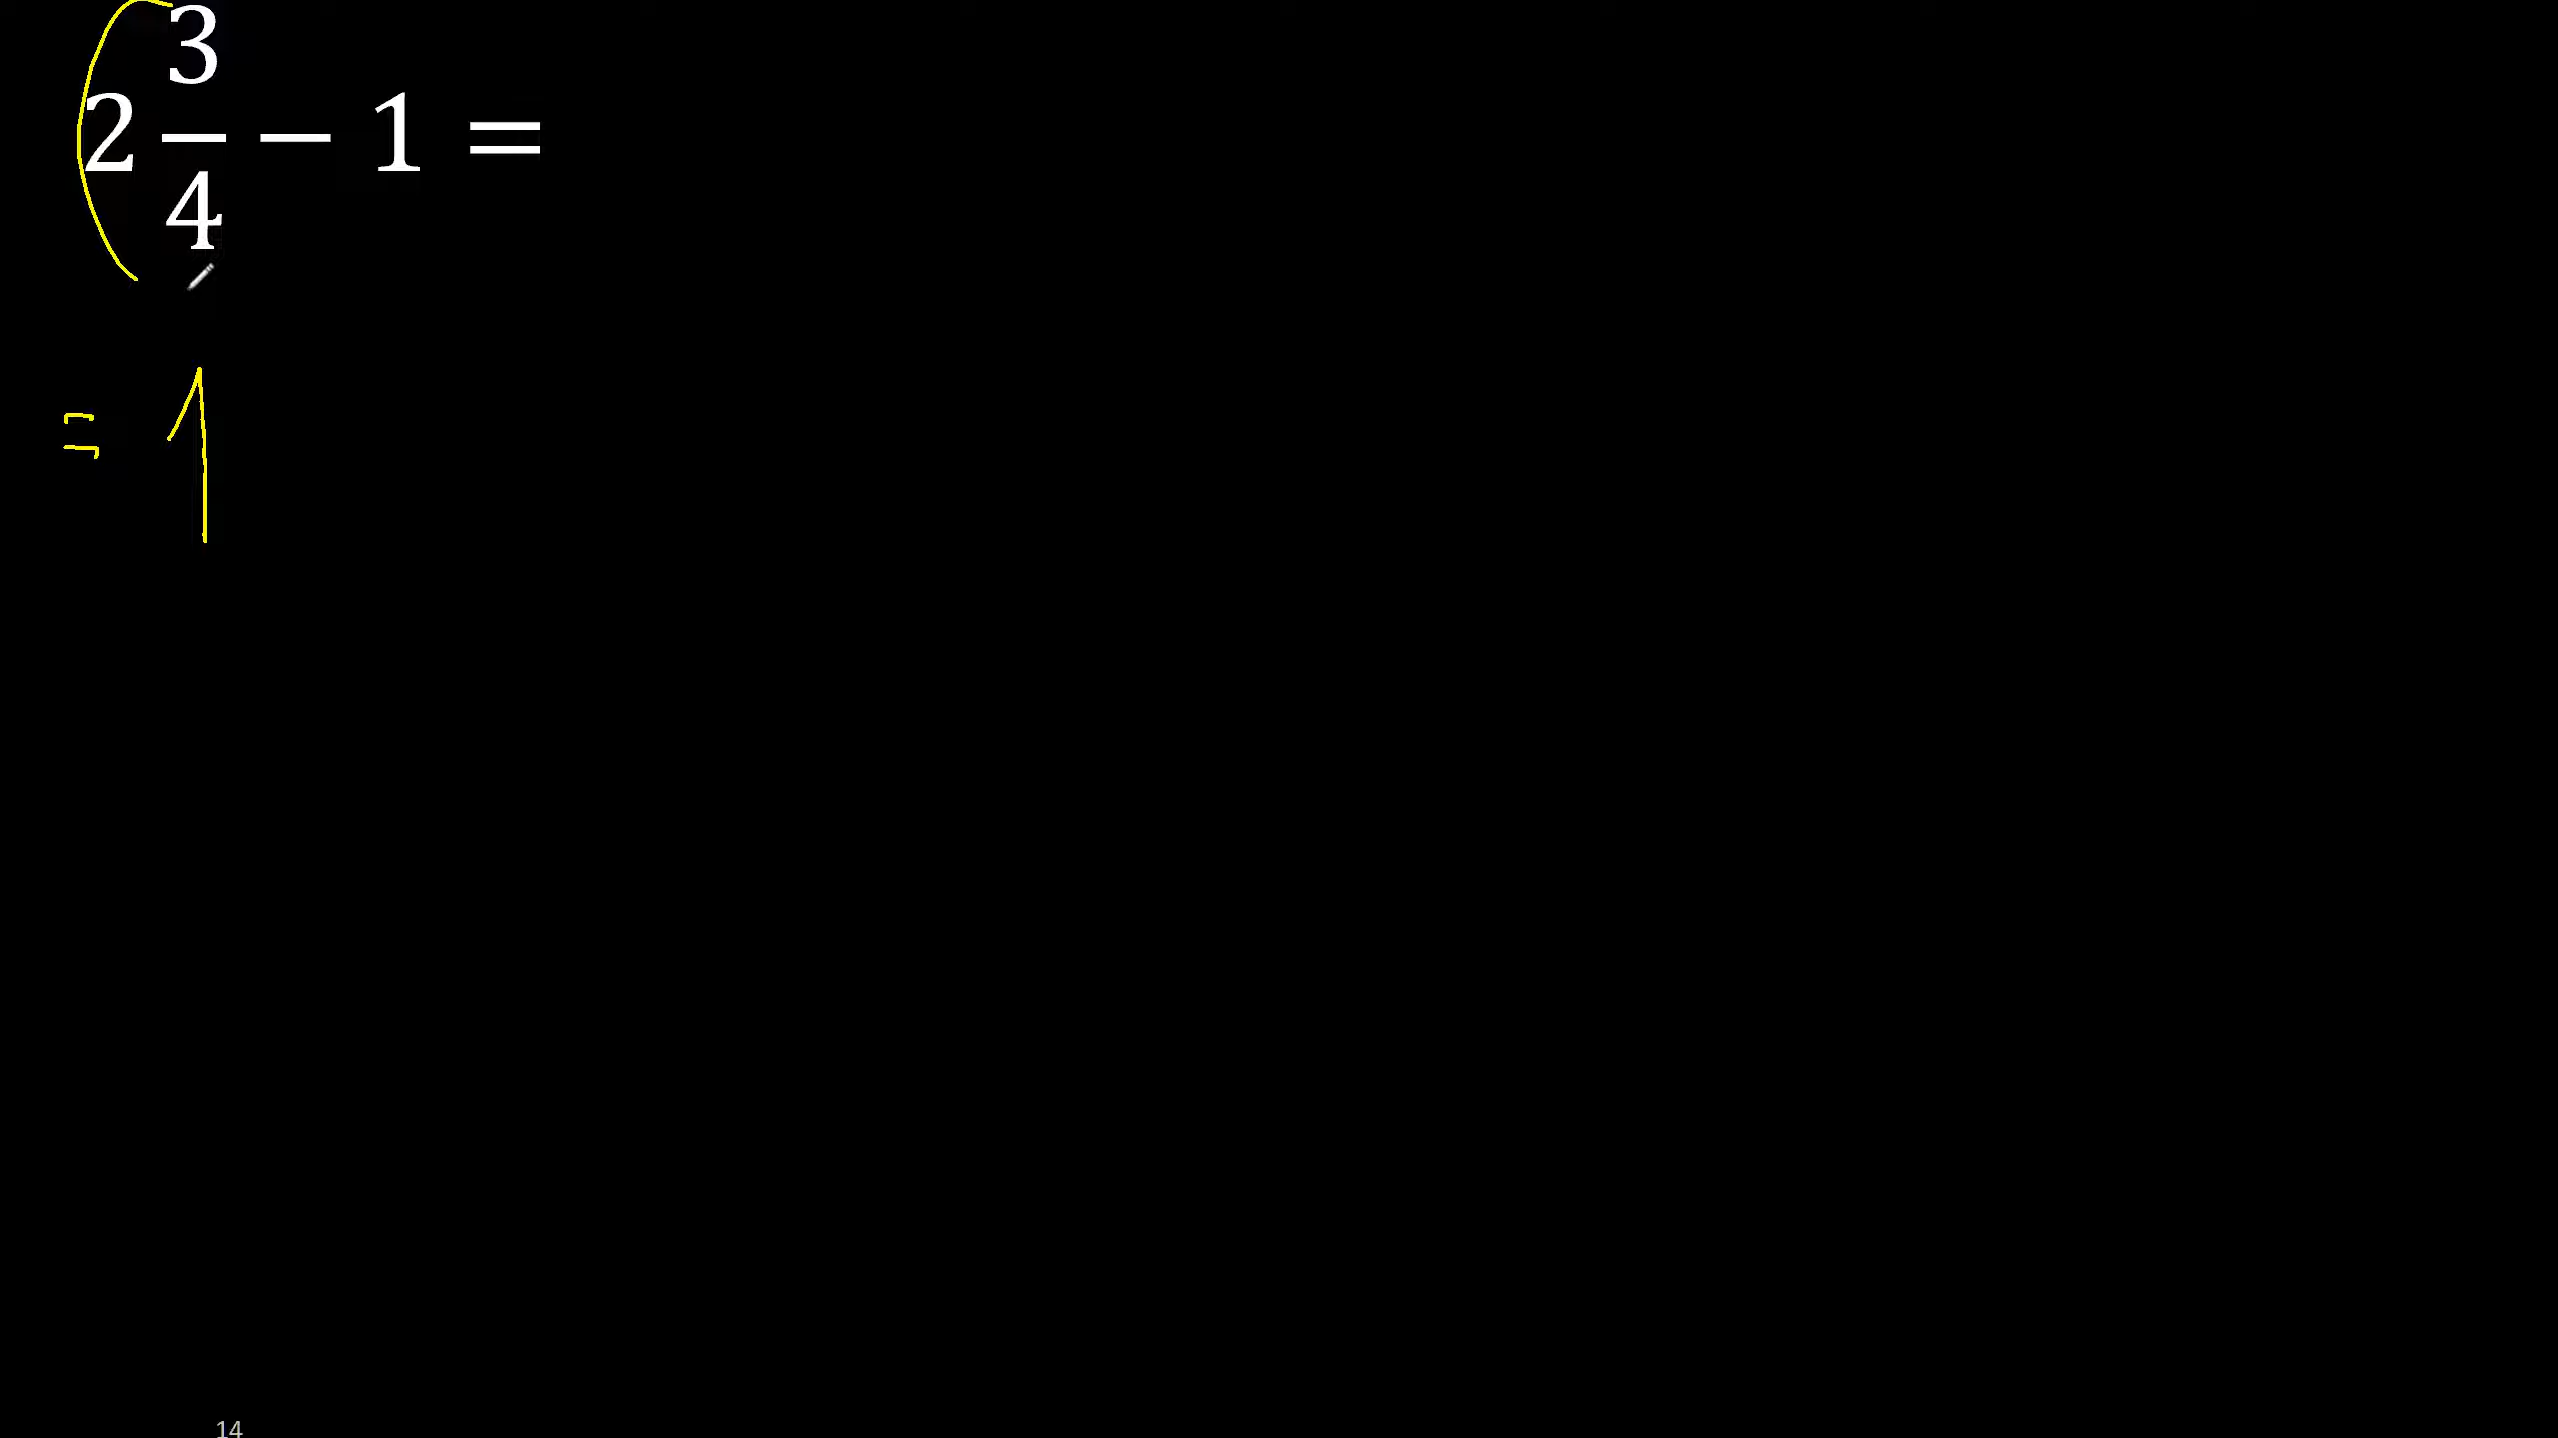 2 3/4 − 1 =
= 1
14